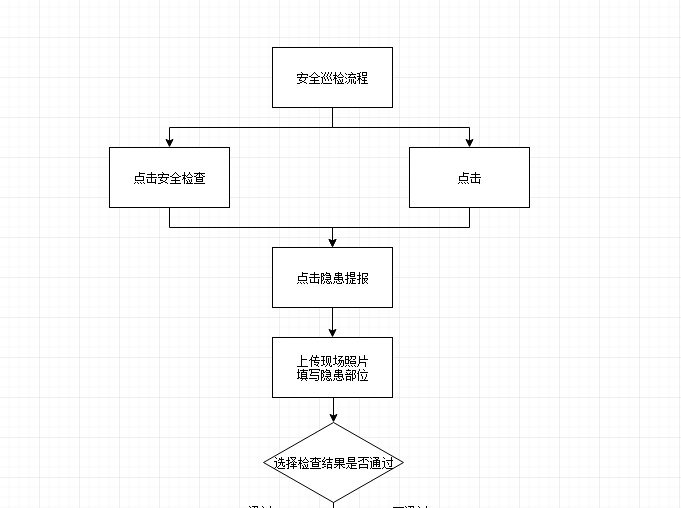 安全巡检流程
点击安全检查
点击
点击隐患提报
上传现场照片
填写隐患部位
选择检查结果是否通过